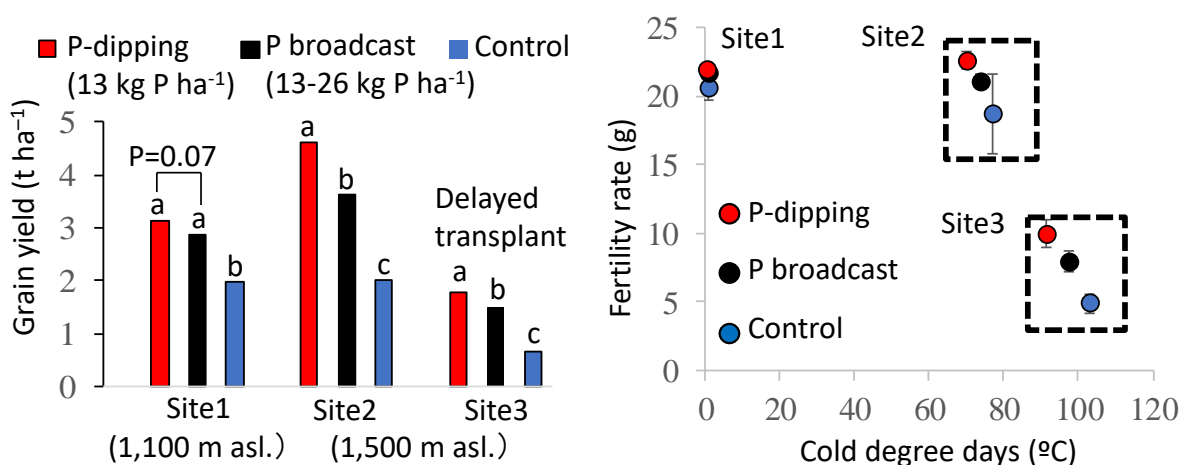 P-dipping P broadcast Control
(13 kg P ha⁻¹) (13-26 kg P ha⁻¹)
Grain yield (t ha⁻¹)
5
4
3
2
1
0
P=0.07
a a b
a b c
Delayed
transplant
a b c
Site1 Site2 Site3
(1,100 m asl.） (1,500 m asl.）
Fertility rate (g)
25
20
15
10
5
0
Site1
Site2
Site3
P-dipping
P broadcast
Control
0 20 40 60 80 100 120
Cold degree days (ºC)